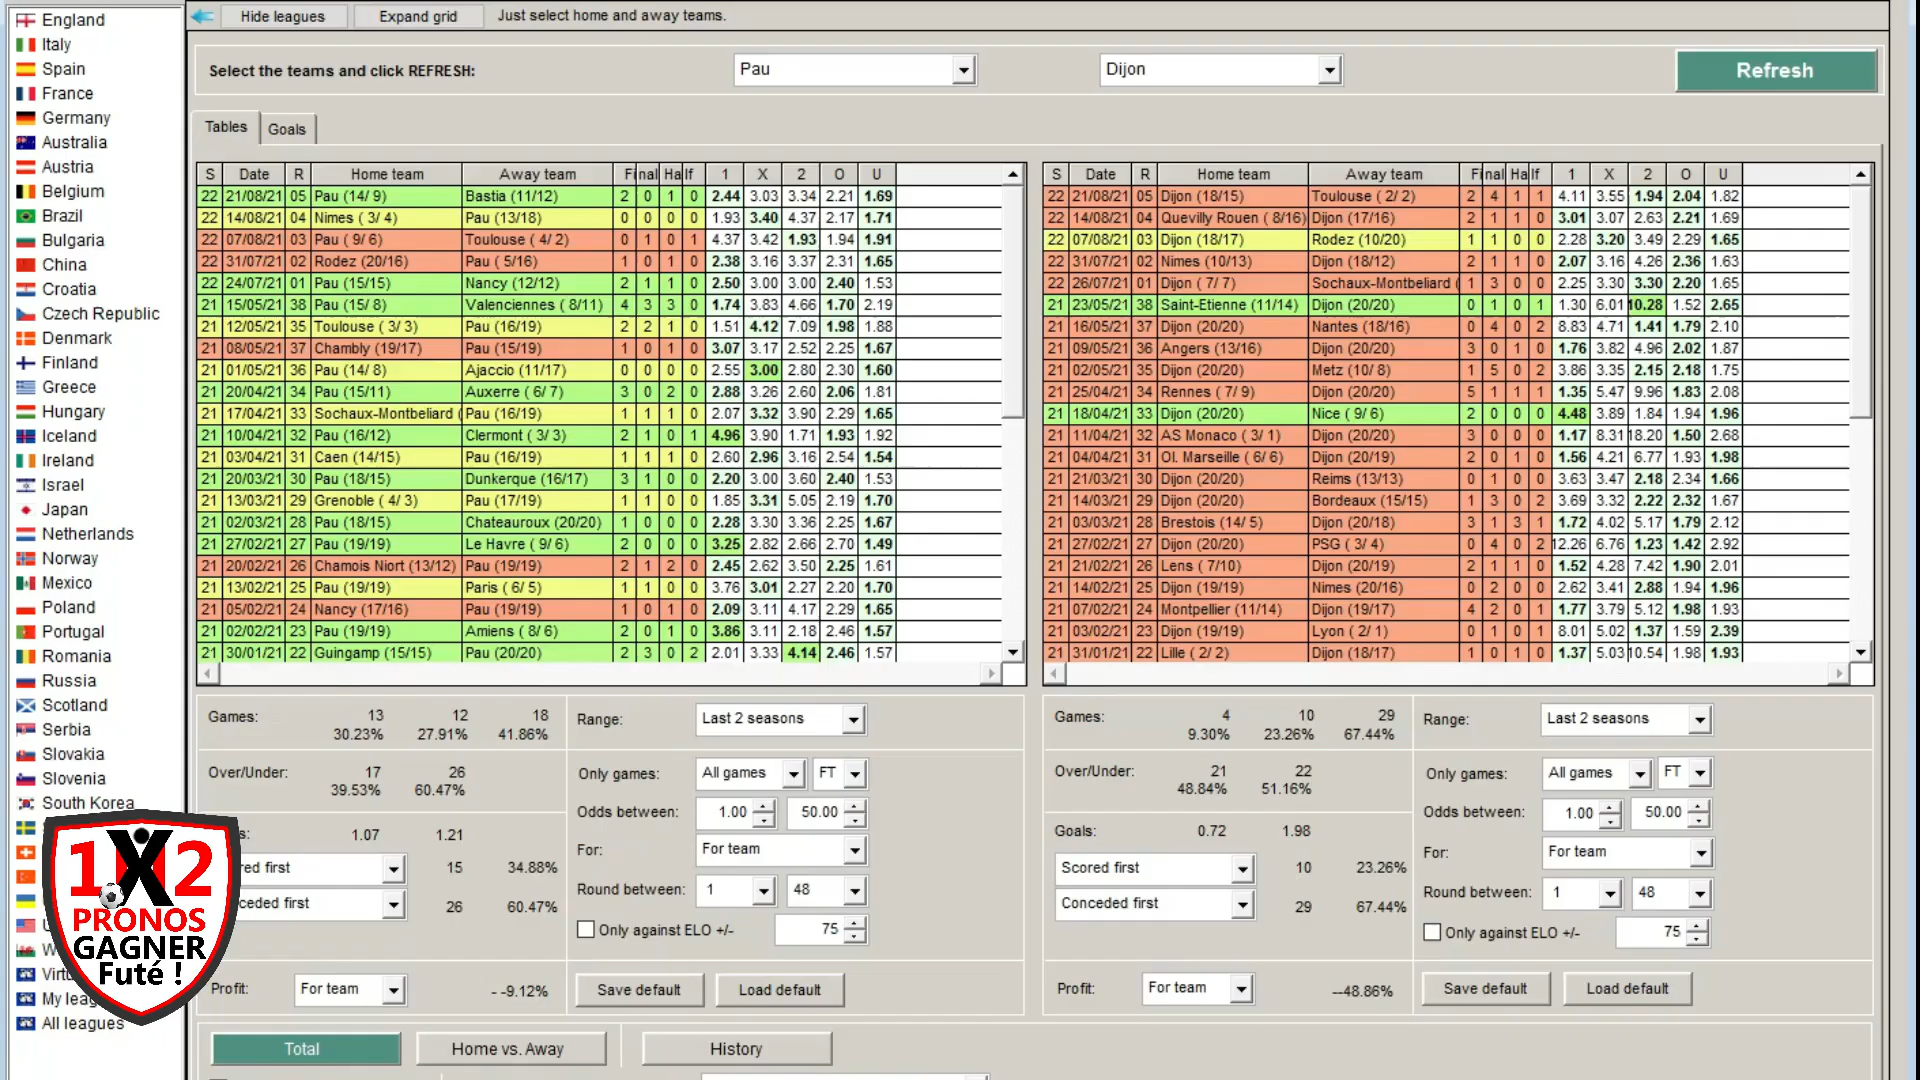 England
Italy
Spain
France
Germany
Australia
Austria
Belgium
Brazil
Bulgaria
China
Croatia
Czech Republic
Denmark
Finland
Greece
Hungary
Iceland
Ireland
Israel
Japan
Netherlands
Norway
Mexico
Poland
Portugal
Romania
Russia
Scotland
Serbia
Slovakia
Slovenia
South Korea
My leag
All leagues
1X2
PRONOS
GAGNER
Futé !
Hide leagues Expand grid Just select home and away teams.
Select the teams and click REFRESH: Pau Dijon Refresh
Tables Goals
S Date R Home team Away team Final Half 1 X 2 O U
22 21/08/21 05 Pau (14/ 9) Bastia (11/12) 2 0 1 0 2.44 3.03 3.34 2.21 1.69
22 14/08/21 04 Nimes ( 3/ 4) Pau (13/18) 0 0 0 0 1.93 3.40 4.37 2.17 1.71
22 07/08/21 03 Pau ( 9/ 6) Toulouse ( 4/ 2) 0 1 0 1 4.37 3.42 1.93 1.94 1.91
22 31/07/21 02 Rodez (20/16) Pau ( 5/16) 1 0 1 0 2.38 3.16 3.37 2.31 1.65
22 24/07/21 01 Pau (15/15) Nancy (12/12) 2 1 1 0 2.50 3.00 3.00 2.40 1.53
21 15/05/21 38 Pau (15/ 8) Valenciennes ( 8/11) 4 3 3 0 1.74 3.83 4.66 1.70 2.19
21 12/05/21 35 Toulouse ( 3/ 3) Pau (16/19) 2 2 1 0 1.51 4.12 7.09 1.98 1.88
21 08/05/21 37 Chambly (19/17) Pau (15/19) 1 0 1 0 3.07 3.17 2.52 2.25 1.67
21 01/05/21 36 Pau (14/ 8) Ajaccio (11/17) 0 0 0 0 2.55 3.00 2.80 2.30 1.60
21 20/04/21 34 Pau (15/11) Auxerre ( 6/ 7) 3 0 2 0 2.88 3.26 2.60 2.06 1.81
21 17/04/21 33 Sochaux-Montbeliard ( Pau (16/19) 1 1 1 0 2.07 3.32 3.90 2.29 1.65
21 10/04/21 32 Pau (16/12) Clermont ( 3/ 3) 2 1 0 1 4.96 3.90 1.71 1.93 1.92
21 03/04/21 31 Caen (14/15) Pau (16/19) 1 1 1 0 2.60 2.96 3.16 2.54 1.54
21 20/03/21 30 Pau (18/15) Dunkerque (16/17) 3 1 0 0 2.20 3.00 3.60 2.40 1.53
21 13/03/21 29 Grenoble ( 4/ 3) Pau (17/19) 1 1 0 0 1.85 3.31 5.05 2.19 1.70
21 02/03/21 28 Pau (18/15) Chateauroux (20/20) 1 0 0 0 2.28 3.30 3.36 2.25 1.67
21 27/02/21 27 Pau (19/19) Le Havre ( 9/ 6) 2 0 0 0 3.25 2.82 2.66 2.70 1.49
21 20/02/21 26 Chamois Niort (13/12) Pau (19/19) 2 1 2 0 2.45 2.62 3.50 2.25 1.61
21 13/02/21 25 Pau (19/19) Paris ( 6/ 5) 1 1 0 0 3.76 3.01 2.27 2.20 1.70
21 05/02/21 24 Nancy (17/16) Pau (19/19) 1 0 1 0 2.09 3.11 4.17 2.29 1.65
21 02/02/21 23 Pau (19/19) Amiens ( 8/ 6) 2 0 1 0 3.86 3.11 2.18 2.46 1.57
21 30/01/21 22 Guingamp (15/15) Pau (20/20) 2 3 0 2 2.01 3.33 4.14 2.46 1.57
S Date R Home team Away team Final Half 1 X 2 O U
22 21/08/21 05 Dijon (18/15) Toulouse ( 2/ 2) 2 4 1 1 4.11 3.55 1.94 2.04 1.82
22 14/08/21 04 Quevilly Rouen ( 8/16) Dijon (17/16) 2 1 1 0 3.01 3.07 2.63 2.21 1.69
22 07/08/21 03 Dijon (18/17) Rodez (10/20) 1 1 0 0 2.28 3.20 3.49 2.29 1.65
22 31/07/21 02 Nimes (10/13) Dijon (18/12) 2 1 1 1 2.07 3.16 4.26 2.36 1.63
22 26/07/21 01 Dijon ( 7/ 7) Sochaux-Montbeliard ( 1 3 0 0 2.25 3.30 3.30 2.20 1.65
21 23/05/21 38 Saint-Etienne (11/14) Dijon (20/20) 0 1 0 1 1.30 6.01 10.28 1.52 2.65
21 16/05/21 37 Dijon (20/20) Nantes (18/16) 0 4 0 2 8.83 4.71 1.41 1.79 2.10
21 09/05/21 36 Angers (13/16) Dijon (20/20) 3 0 1 0 1.76 3.82 4.96 2.02 1.87
21 02/05/21 35 Dijon (20/20) Metz (10/ 8) 1 5 0 2 3.86 3.35 2.15 2.18 1.75
21 25/04/21 34 Rennes ( 7/ 9) Dijon (20/20) 5 1 1 1 1.35 5.47 9.96 1.83 2.08
21 18/04/21 33 Dijon (20/20) Nice ( 9/ 6) 2 0 0 0 4.48 3.89 1.84 1.94 1.96
21 11/04/21 32 AS Monaco ( 3/ 1) Dijon (20/20) 3 0 0 0 1.17 8.31 18.20 1.50 2.68
21 04/04/21 31 Ol. Marseille ( 6/ 6) Dijon (20/19) 2 0 1 0 1.56 4.21 6.77 1.93 1.98
21 21/03/21 30 Dijon (20/20) Reims (13/13) 0 1 0 0 3.63 3.47 2.18 2.34 1.66
21 14/03/21 29 Dijon (20/20) Bordeaux (15/15) 1 3 0 2 3.69 3.32 2.22 2.32 1.67
21 03/03/21 28 Brestois (14/ 5) Dijon (20/18) 3 1 3 1 1.72 4.02 5.17 1.79 2.12
21 27/02/21 27 Dijon (20/20) PSG ( 3/ 4) 0 4 0 2 12.26 6.76 1.23 1.42 2.92
21 21/02/21 26 Lens ( 7/10) Dijon (20/19) 2 1 1 0 1.52 4.28 7.42 1.90 2.01
21 14/02/21 25 Dijon (19/19) Nimes (20/16) 0 2 0 0 2.62 3.41 2.88 1.94 1.96
21 07/02/21 24 Montpellier (11/14) Dijon (19/17) 4 2 0 1 1.77 3.79 5.12 1.98 1.93
21 03/02/21 23 Dijon (19/19) Lyon ( 2/ 1) 0 1 0 1 8.01 5.02 1.37 1.59 2.39
21 31/01/21 22 Lille ( 2/ 2) Dijon (18/17) 1 0 1 0 1.37 5.03 10.54 1.98 1.93
Games: 13 12 18
30.23% 27.91% 41.86%
Over/Under: 17 26
39.53% 60.47%
s: 1.07 1.21
red first 15 34.88%
nceded first 26 60.47%
Profit: For team --9.12%
Range: Last 2 seasons
Only games: All games FT
Odds between: 1.00 50.00
For: For team
Round between: 1 48
Only against ELO +/- 75
Save default Load default
Games: 4 10 29
9.30% 23.26% 67.44%
Over/Under: 21 22
48.84% 51.16%
Goals: 0.72 1.98
Scored first 10 23.26%
Conceded first 29 67.44%
Profit: For team --48.86%
Range: Last 2 seasons
Only games: All games FT
Odds between: 1.00 50.00
For: For team
Round between: 1 48
Only against ELO +/- 75
Save default Load default
Total Home vs. Away History